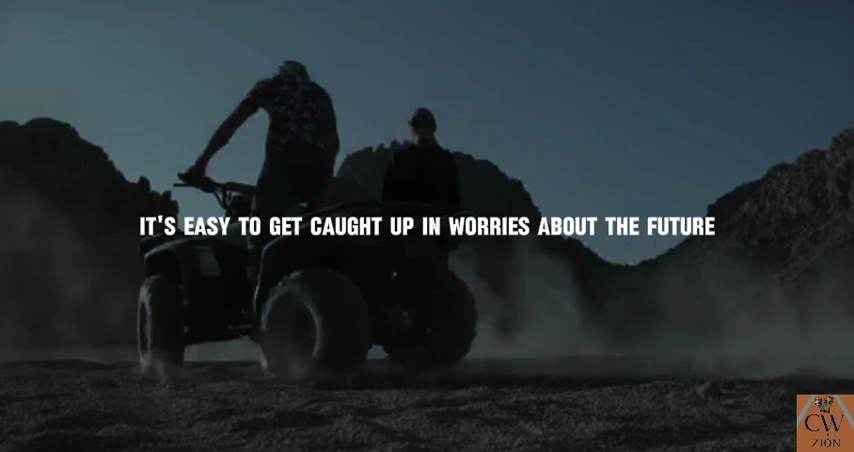 IT'S EASY TO GET CAUGHT UP IN WORRIES ABOUT THE FUTURE
CW
ZION